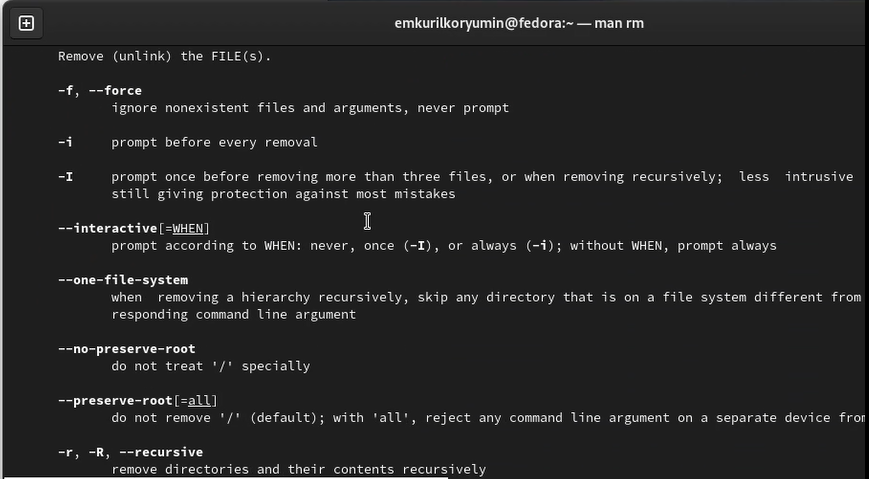 emkurilkoryumin@fedora:~ — man rm
Remove (unlink) the FILE(s).
-f, --force
ignore nonexistent files and arguments, never prompt
-i prompt before every removal
-I prompt once before removing more than three files, or when removing recursively; less intrusive
still giving protection against most mistakes
--interactive[=WHEN]
prompt according to WHEN: never, once (-I), or always (-i); without WHEN, prompt always
--one-file-system
when removing a hierarchy recursively, skip any directory that is on a file system different from
responding command line argument
--no-preserve-root
do not treat '/' specially
--preserve-root[=all]
do not remove '/' (default); with 'all', reject any command line argument on a separate device from
-r, -R, --recursive
remove directories and their contents recursively